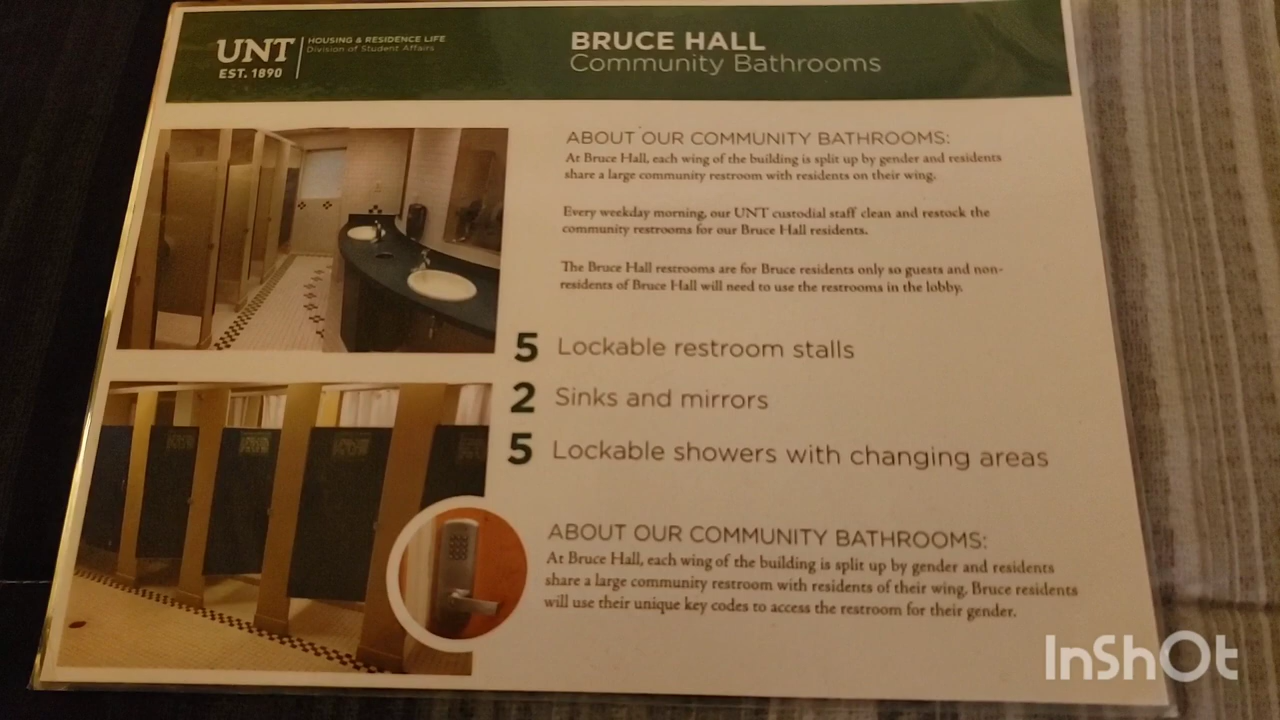 UNT
EST. 1890
HOUSING & RESIDENCE LIFE
Division of Student Affairs
BRUCE HALL
Community Bathrooms
ABOUT OUR COMMUNITY BATHROOMS:
At Bruce Hall, each wing of the building is split up by gender and residents
share a large community restroom with residents on their wing.
Every weekday morning, our UNT custodial staff clean and restock the
community restrooms for our Bruce Hall residents.
The Bruce Hall restrooms are for Bruce residents only so guests and non-
residents of Bruce Hall will need to use the restrooms in the lobby.
5 Lockable restroom stalls
2 Sinks and mirrors
5 Lockable showers with changing areas
ABOUT OUR COMMUNITY BATHROOMS:
At Bruce Hall, each wing of the building is split up by gender and residents
share a large community restroom with residents of their wing. Bruce residents
will use their unique key codes to access the restroom for their gender.
InShOt